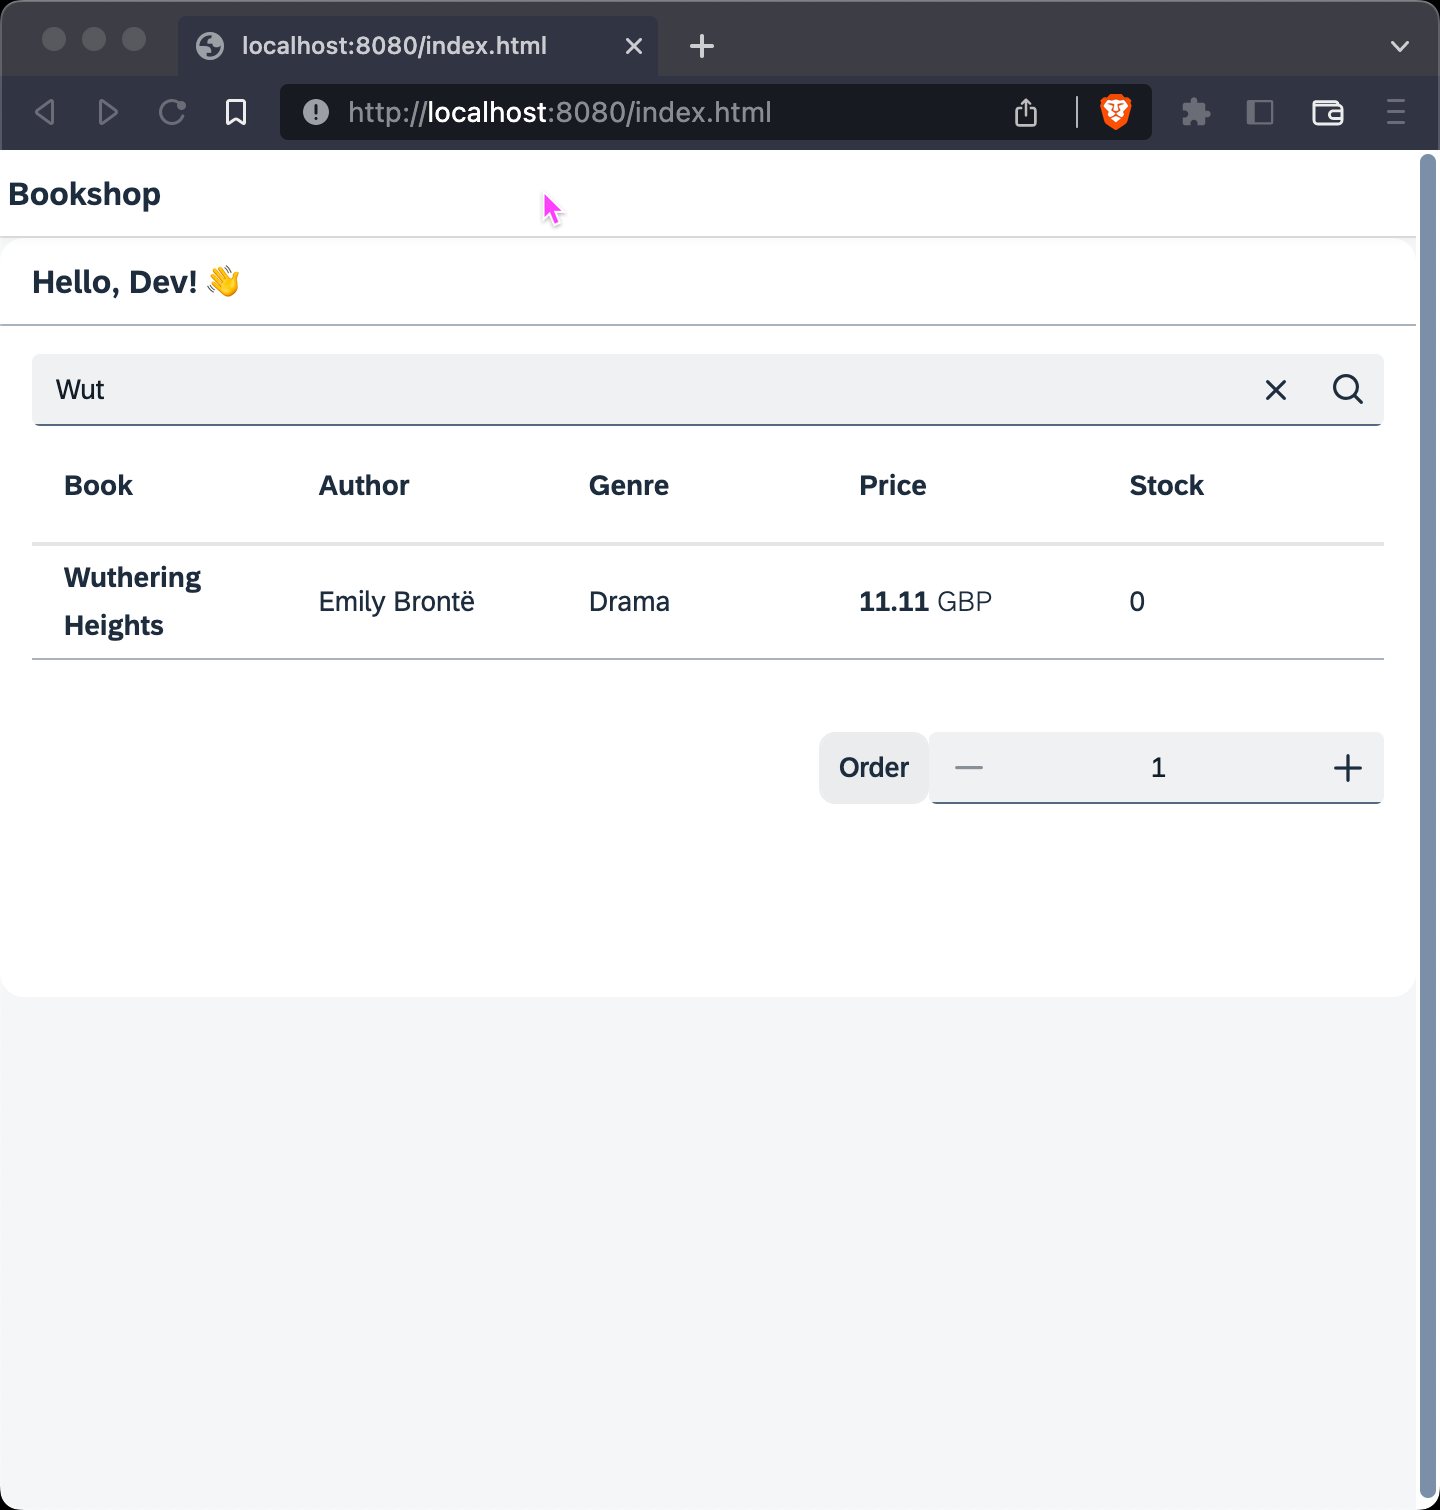 localhost:8080/index.html
http://localhost:8080/index.html
Bookshop
Hello, Dev! 👋
Wut
Book Author Genre Price Stock
Wuthering Heights Emily Brontë Drama 11.11 GBP 0
Order 1